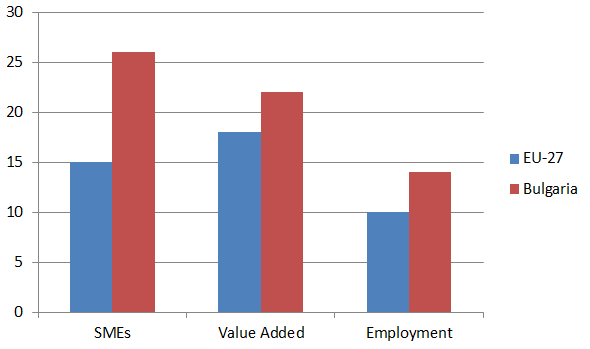 30
25
20
15
10
5
0
SMEs
Value Added
Employment
EU-27
Bulgaria